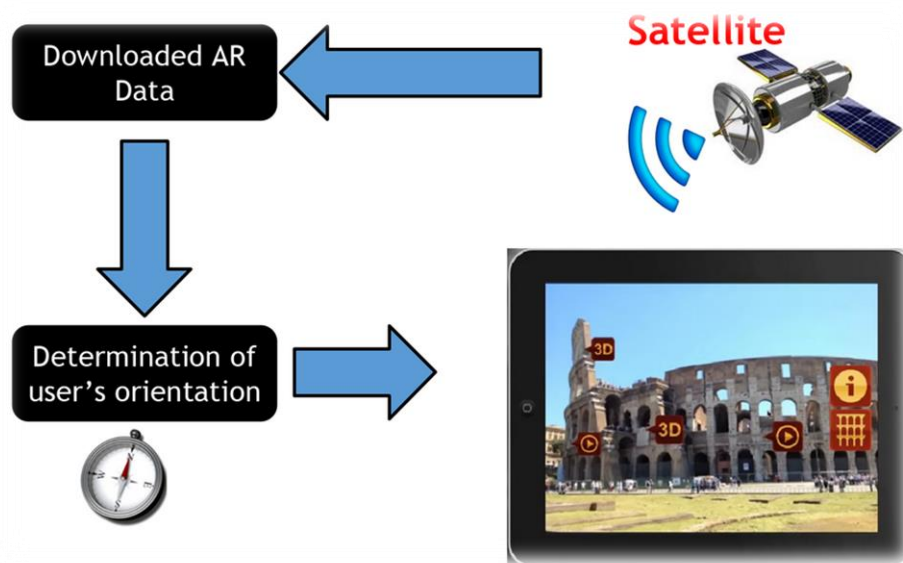 Satellite
Downloaded AR
Data
Determination of
user's orientation
3D
3D